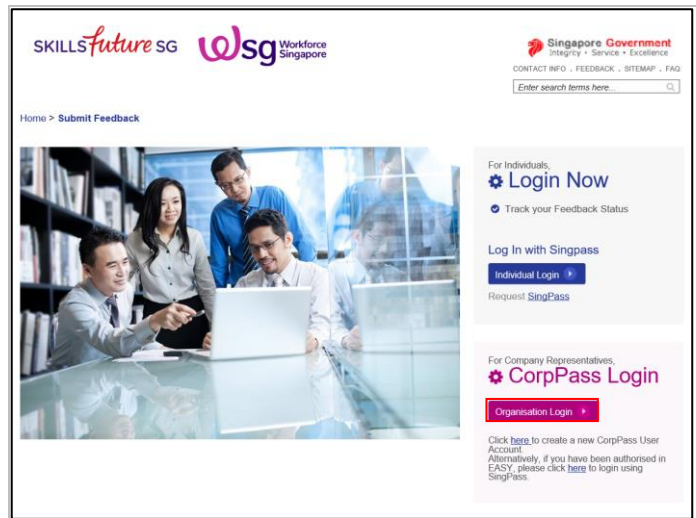 SKILLS future SG
wsg Workforce
Singapore
Singapore Government
Integrity • Service • Excellence
CONTACT INFO . FEEDBACK . SITEMAP . FAQ
Enter search terms here...
Home > Submit Feedback
For Individuals,
Login Now
Track your Feedback Status
Log In with Singpass
Individual Login
Request SingPass
For Company Representatives,
CorpPass Login
Organisation Login
Click here to create a new CorpPass User
Account.
Alternatively, if you have been authorised in
EASY, please click here to login using
SingPass.